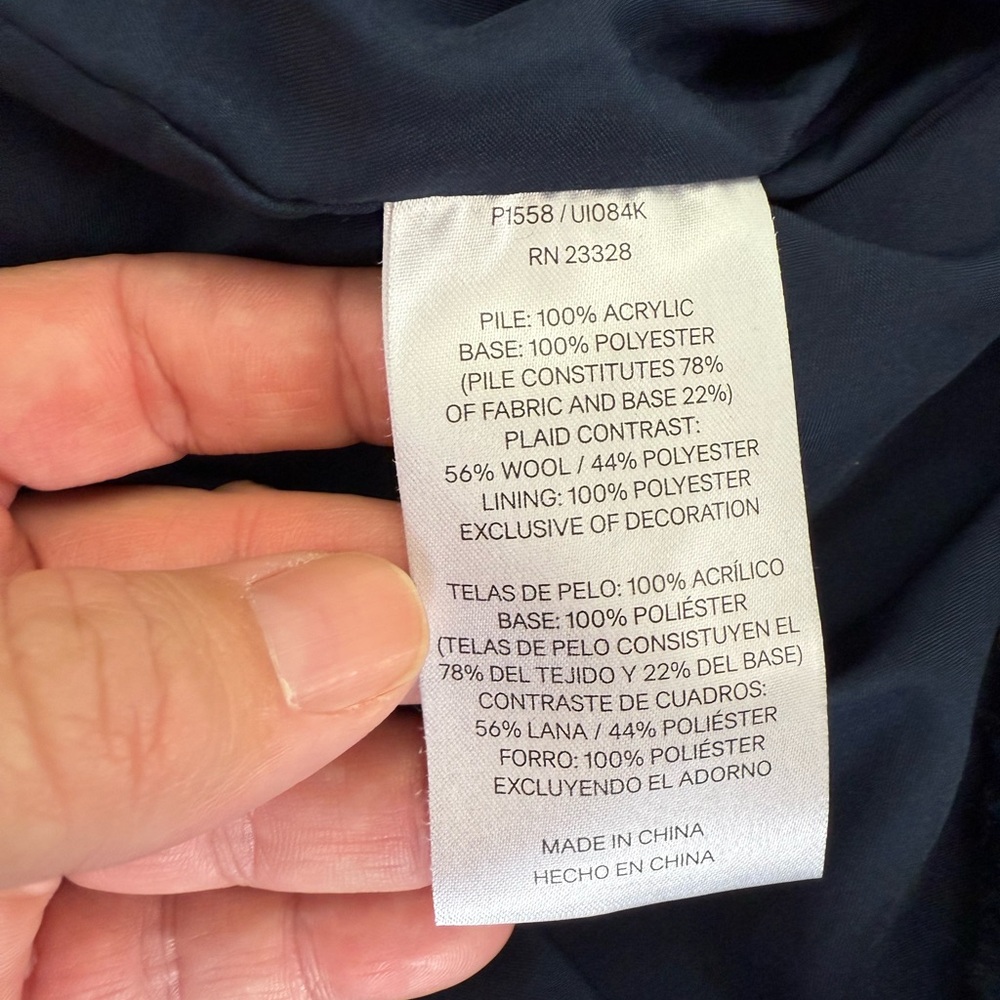 P1558 / UI084K
RN 23328
PILE: 100% ACRYLIC
BASE: 100% POLYESTER
(PILE CONSTITUTES 78%
OF FABRIC AND BASE 22%)
PLAID CONTRAST:
56% WOOL / 44% POLYESTER
LINING: 100% POLYESTER
EXCLUSIVE OF DECORATION
TELAS DE PELO: 100% ACRÍLICO
BASE: 100% POLIÉSTER
(TELAS DE PELO CONSISTUYEN EL
78% DEL TEJIDO Y 22% DEL BASE)
CONTRASTE DE CUADROS:
56% LANA / 44% POLIÉSTER
FORRO: 100% POLIÉSTER
EXCLUYENDO EL ADORNO
MADE IN CHINA
HECHO EN CHINA